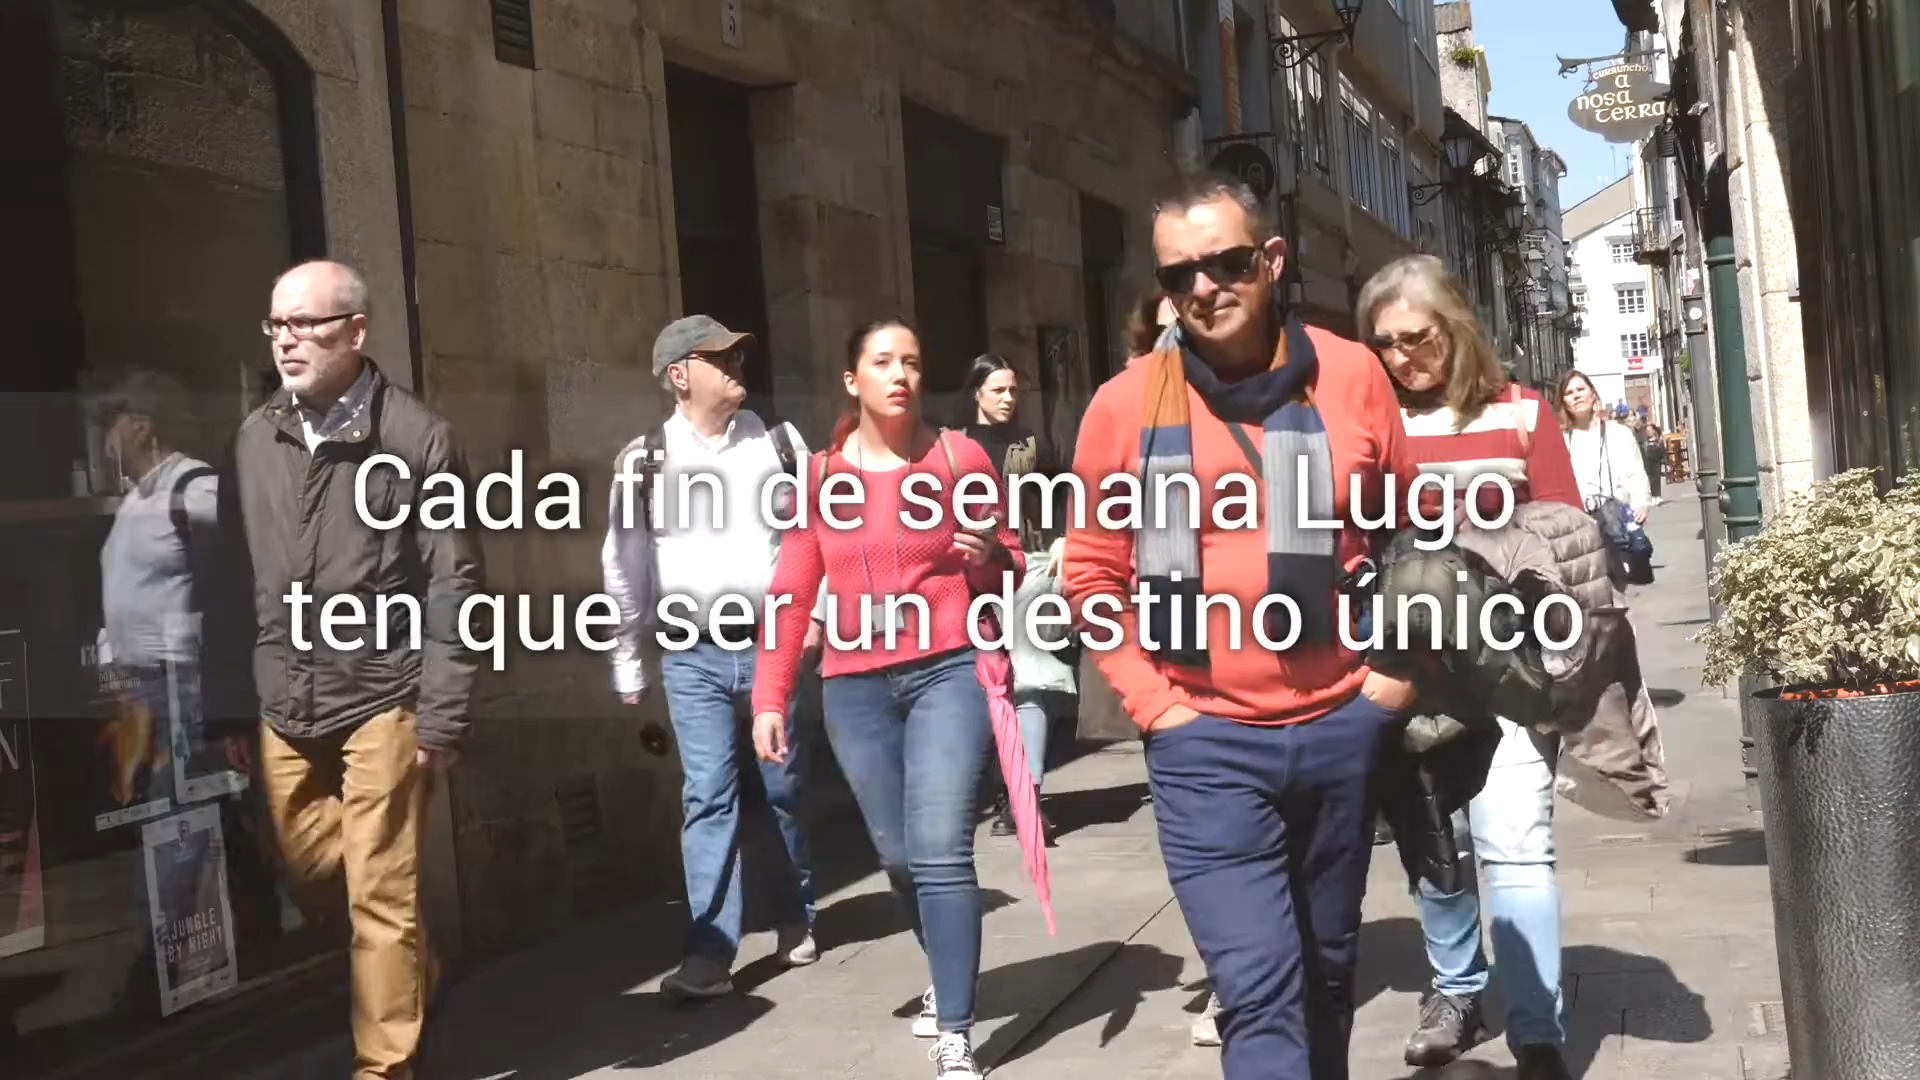 CURRUNCHO
A
NOSA
TERRA
Cada fin de semana Lugo
ten que ser un destino único
JUNGLE
BY NIGHT